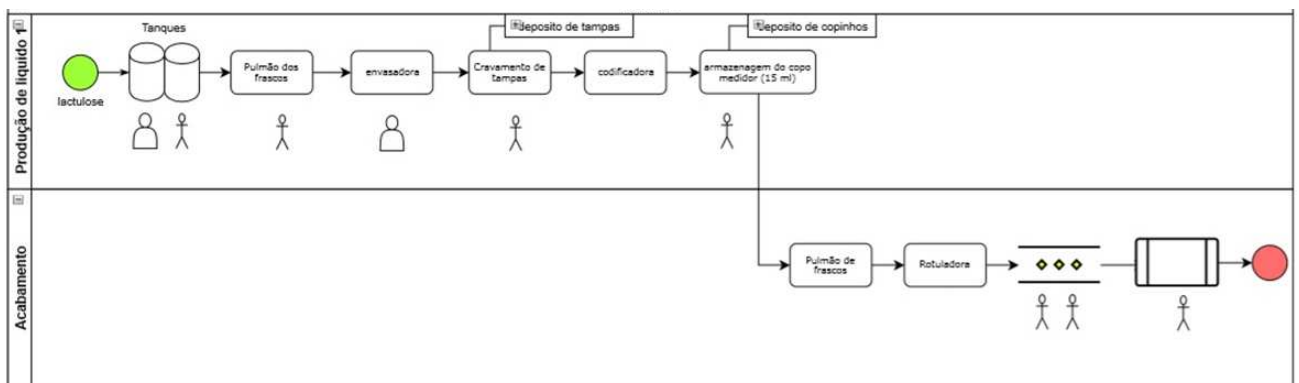 Produção de liquido 1
Tanques
lactulose
Pulmão dos
frascos
envasadora
deposito de tampas
Cravamento de
tampas
codificadora
deposito de copinhos
armazenagem do copo
medidor (15 ml)
Acabamento
Pulmão de
frascos
Rotuladora